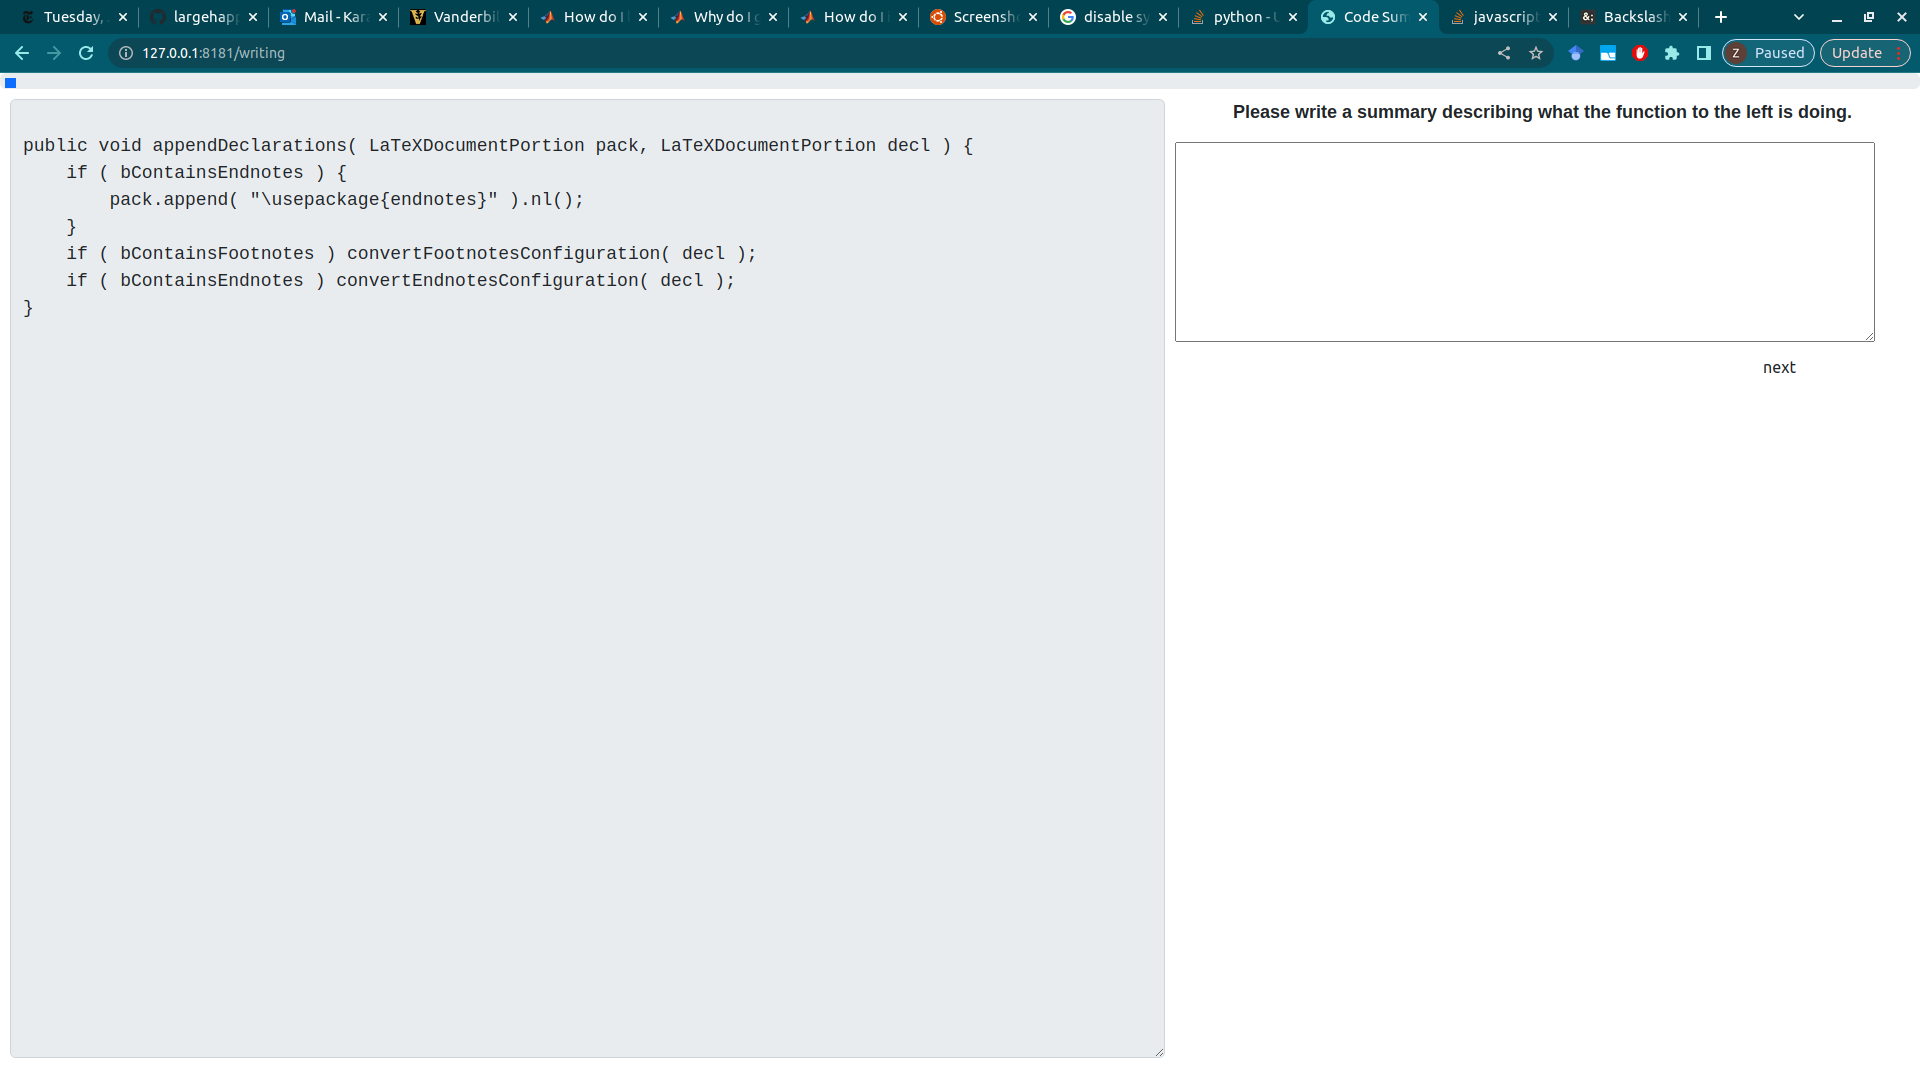 Tuesday, largehap Mail - Kar Vanderbil How do I Why do I g How do I i Screensh disable sy python - U Code Sum javascript Backslash
127.0.0.1:8181/writing Z Paused Update
Please write a summary describing what the function to the left is doing.
public void appendDeclarations( LaTeXDocumentPortion pack, LaTeXDocumentPortion decl ) {
if ( bContainsEndnotes ) {
pack.append( "\usepackage{endnotes}" ).nl();
}
if ( bContainsFootnotes ) convertFootnotesConfiguration( decl );
if ( bContainsEndnotes ) convertEndnotesConfiguration( decl );
}
next